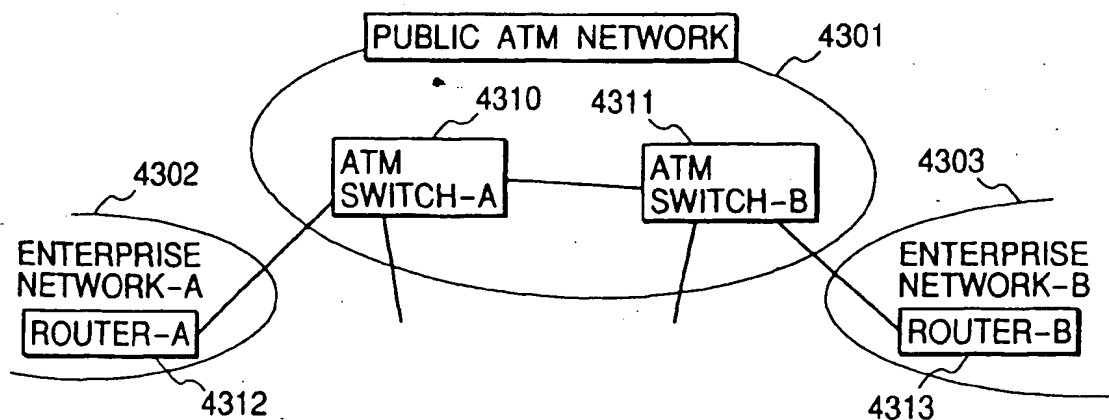 PUBLIC ATM NETWORK
4301
4310
4311
ATM
SWITCH-A
ATM
SWITCH-B
4302
4303
ENTERPRISE
NETWORK-A
ROUTER-A
ENTERPRISE
NETWORK-B
ROUTER-B
4312
4313